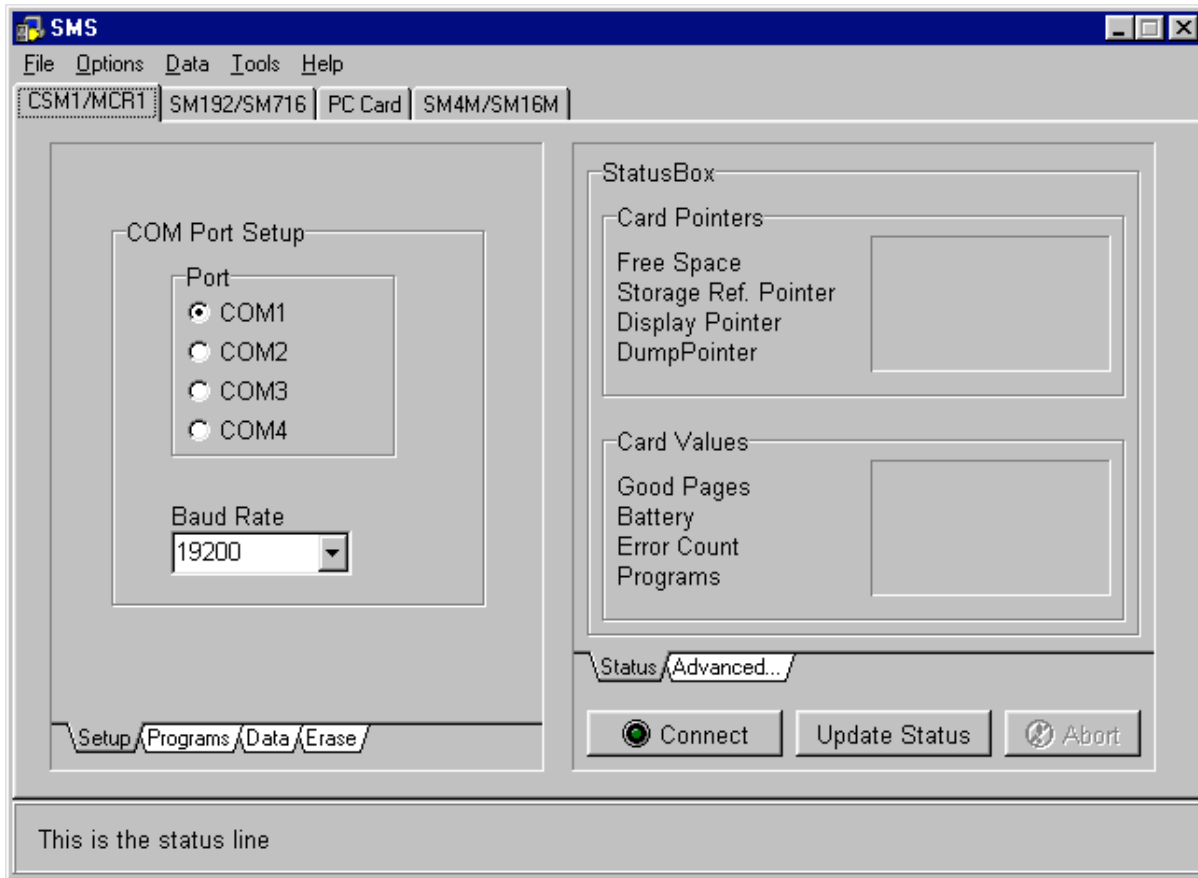 SMS
File Options Data Tools Help
CSM1/MCR1 SM192/SM716 PC Card SM4M/SM16M
COM Port Setup
Port
COM1
COM2
COM3
COM4
Baud Rate
19200
Setup Programs Data Erase
StatusBox
Card Pointers
Free Space
Storage Ref. Pointer
Display Pointer
DumpPointer
Card Values
Good Pages
Battery
Error Count
Programs
Status Advanced...
Connect Update Status Abort
This is the status line